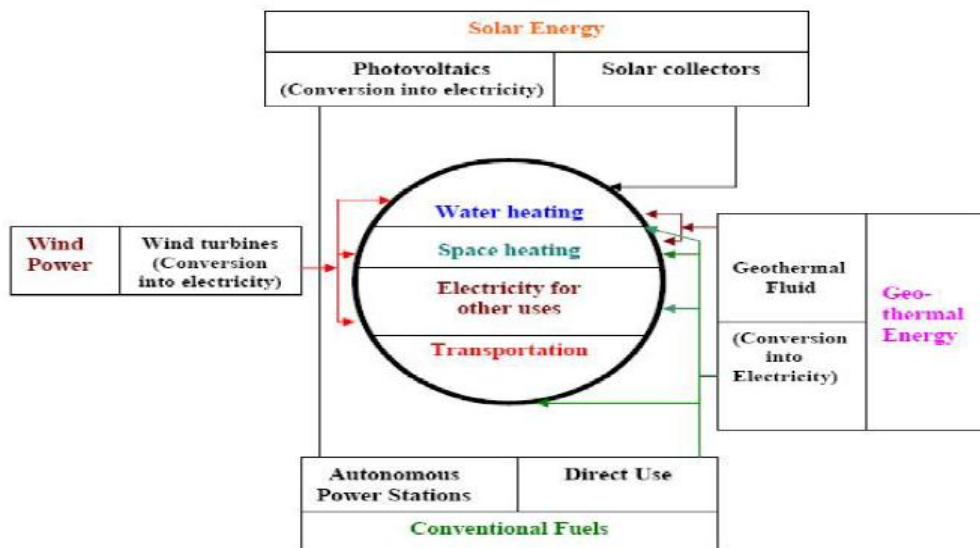 Solar Energy
Photovoltaics
(Conversion into electricity)
Solar collectors
Water heating
Space heating
Electricity for
other uses
Transportation
Wind
Power
Wind turbines
(Conversion
into electricity)
Geothermal
Fluid
(Conversion
into
Electricity)
Geo-
thermal
Energy
Autonomous
Power Stations
Direct Use
Conventional Fuels